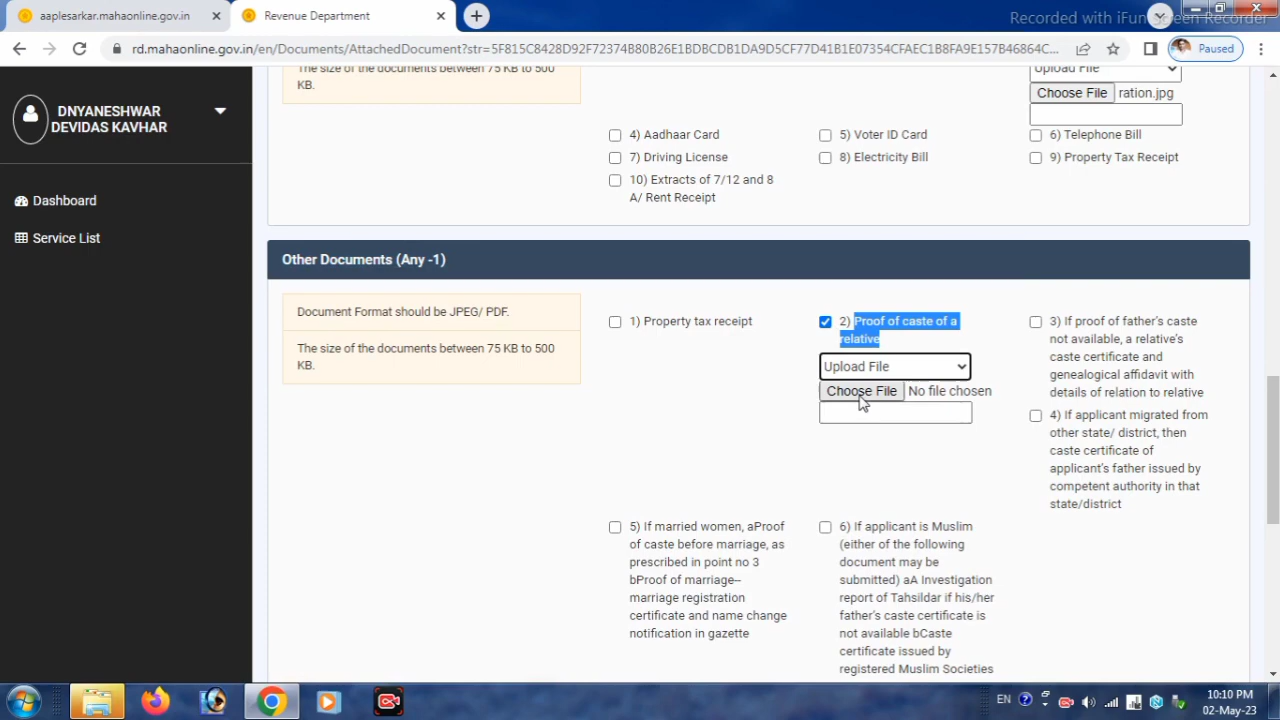 aaplesarkar.mahaonline.gov.in
Revenue Department
Recorded with iFun Screen Recorder
rd.mahaonline.gov.in/en/Documents/AttachedDocument?str=5F815C8428D92F72374B80B26E1BDBCDB1DA9D5CF77D41B1E07354CFAEC1B8FA9E157B46864C...
Paused
DNYANESHWAR
DEVIDAS KAVHAR
Dashboard
Service List
The size of the documents between 75 KB to 500
KB.
Upload File
Choose File ration.jpg
4) Aadhaar Card
5) Voter ID Card
6) Telephone Bill
7) Driving License
8) Electricity Bill
9) Property Tax Receipt
10) Extracts of 7/12 and 8
A/ Rent Receipt
Other Documents (Any -1)
Document Format should be JPEG/ PDF.
The size of the documents between 75 KB to 500
KB.
1) Property tax receipt
2) Proof of caste of a
relative
Upload File
Choose File No file chosen
3) If proof of father's caste
not available, a relative's
caste certificate and
genealogical affidavit with
details of relation to relative
4) If applicant migrated from
other state/ district, then
caste certificate of
applicant's father issued by
competent authority in that
state/district
5) If married women, aProof
of caste before marriage, as
prescribed in point no 3
bProof of marriage–
marriage registration
certificate and name change
notification in gazette
6) If applicant is Muslim
(either of the following
document may be
submitted) aA Investigation
report of Tahsildar if his/her
father's caste certificate is
not available bCaste
certificate issued by
registered Muslim Societies
EN
10:10 PM
02-May-23